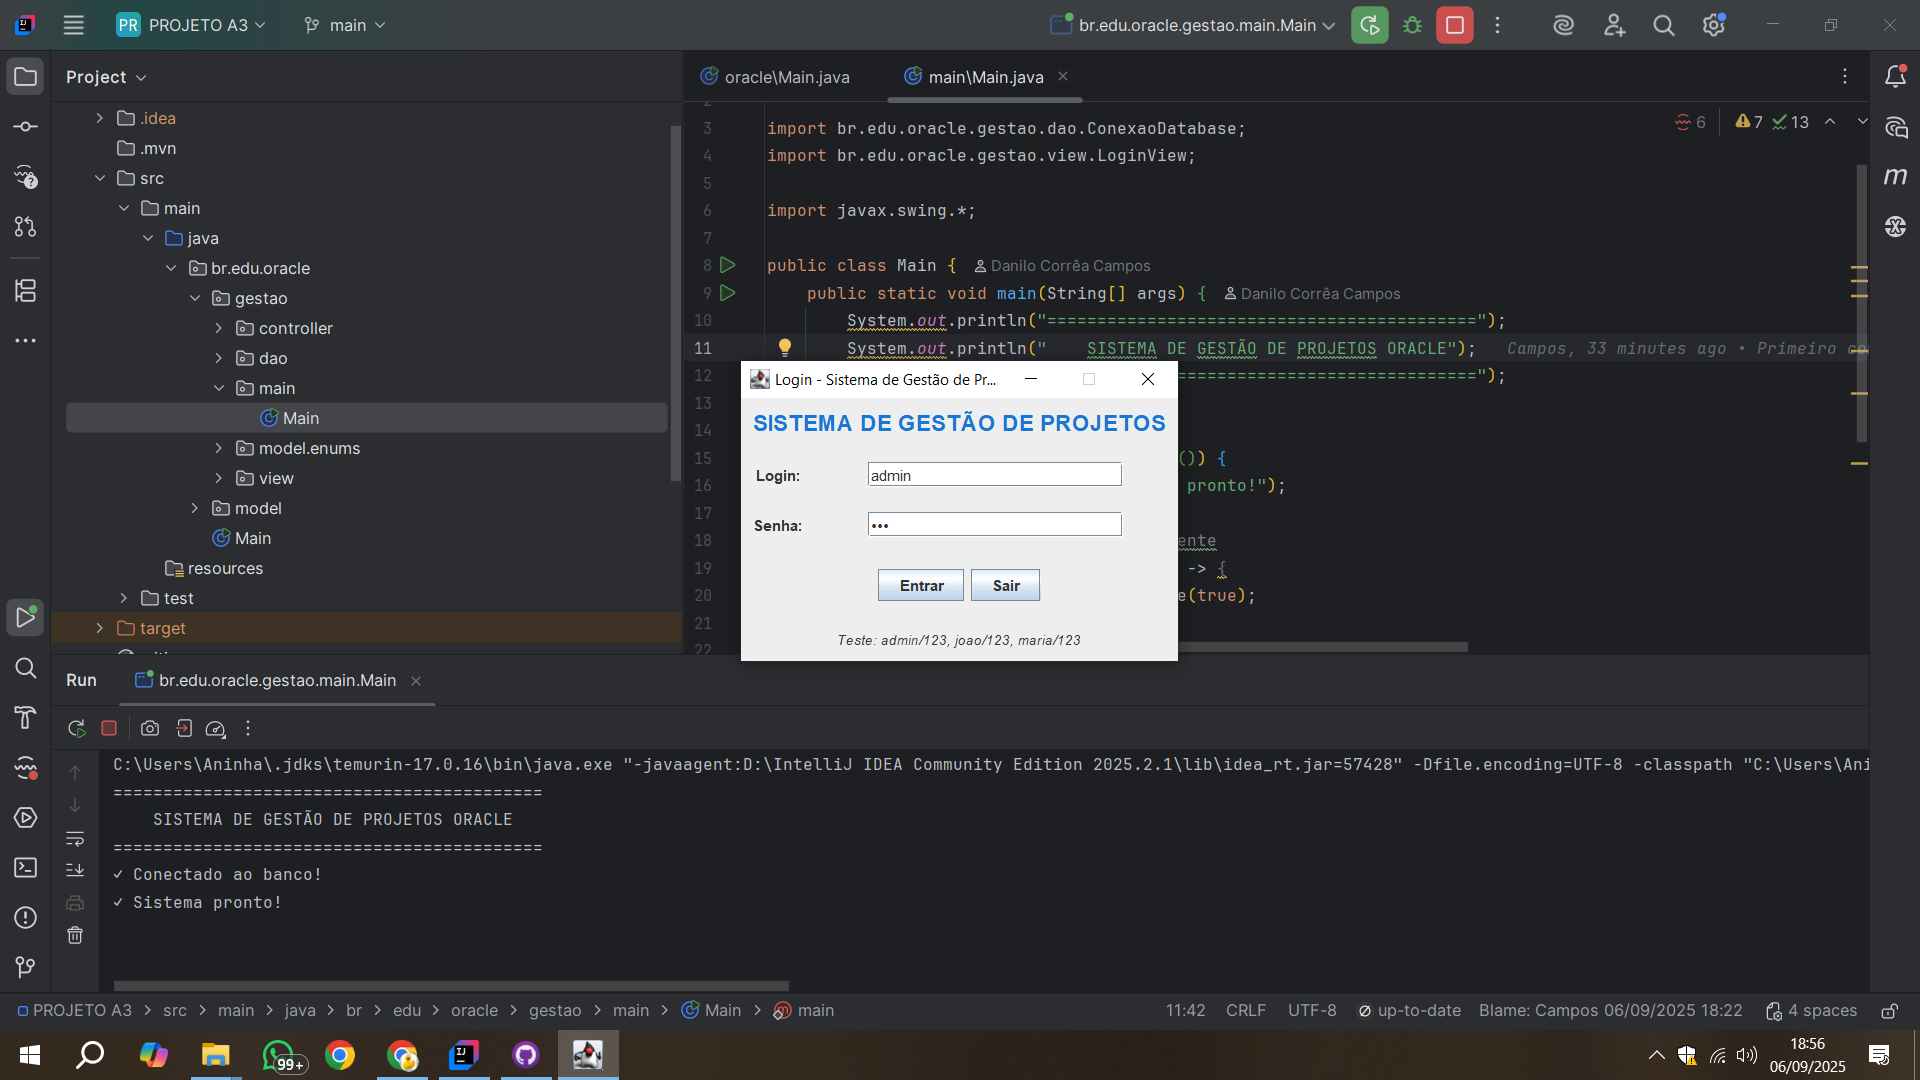 PR PROJETO A3 main br.edu.oracle.gestao.main.Main
Project
.idea
.mvn
src
main
java
br.edu.oracle
gestao
controller
dao
main
Main
model.enums
view
model
Main
resources
test
target
oracle\Main.java main\Main.java
6 7 13
3 import br.edu.oracle.gestao.dao.ConexaoDatabase;
4 import br.edu.oracle.gestao.view.LoginView;
5
6 import javax.swing.*;
7
8 public class Main { Danilo Corrêa Campos
9 public static void main(String[] args) { Danilo Corrêa Campos
10 System.out.println("===========================================");
11 System.out.println("    SISTEMA DE GESTÃO DE PROJETOS ORACLE"); Campos, 33 minutes ago • Primeiro co
12 ==============================");
13
14
15 ()) {
16 pronto!");
17
18 ente
19 -> {
20 e(true);
21
22
Login - Sistema de Gestão de Pr...
SISTEMA DE GESTÃO DE PROJETOS
Login: admin
Senha: •••
Entrar Sair
Teste: admin/123, joao/123, maria/123
Run br.edu.oracle.gestao.main.Main
C:\Users\Aninha\.jdks\temurin-17.0.16\bin\java.exe "-javaagent:D:\IntelliJ IDEA Community Edition 2025.2.1\lib\idea_rt.jar=57428" -Dfile.encoding=UTF-8 -classpath "C:\Users\Ani
===========================================
SISTEMA DE GESTÃO DE PROJETOS ORACLE
===========================================
✓ Conectado ao banco!
✓ Sistema pronto!
PROJETO A3 > src > main > java > br > edu > oracle > gestao > main > Main > main 11:42 CRLF UTF-8 up-to-date Blame: Campos 06/09/2025 18:22 4 spaces
99+
18:56
06/09/2025